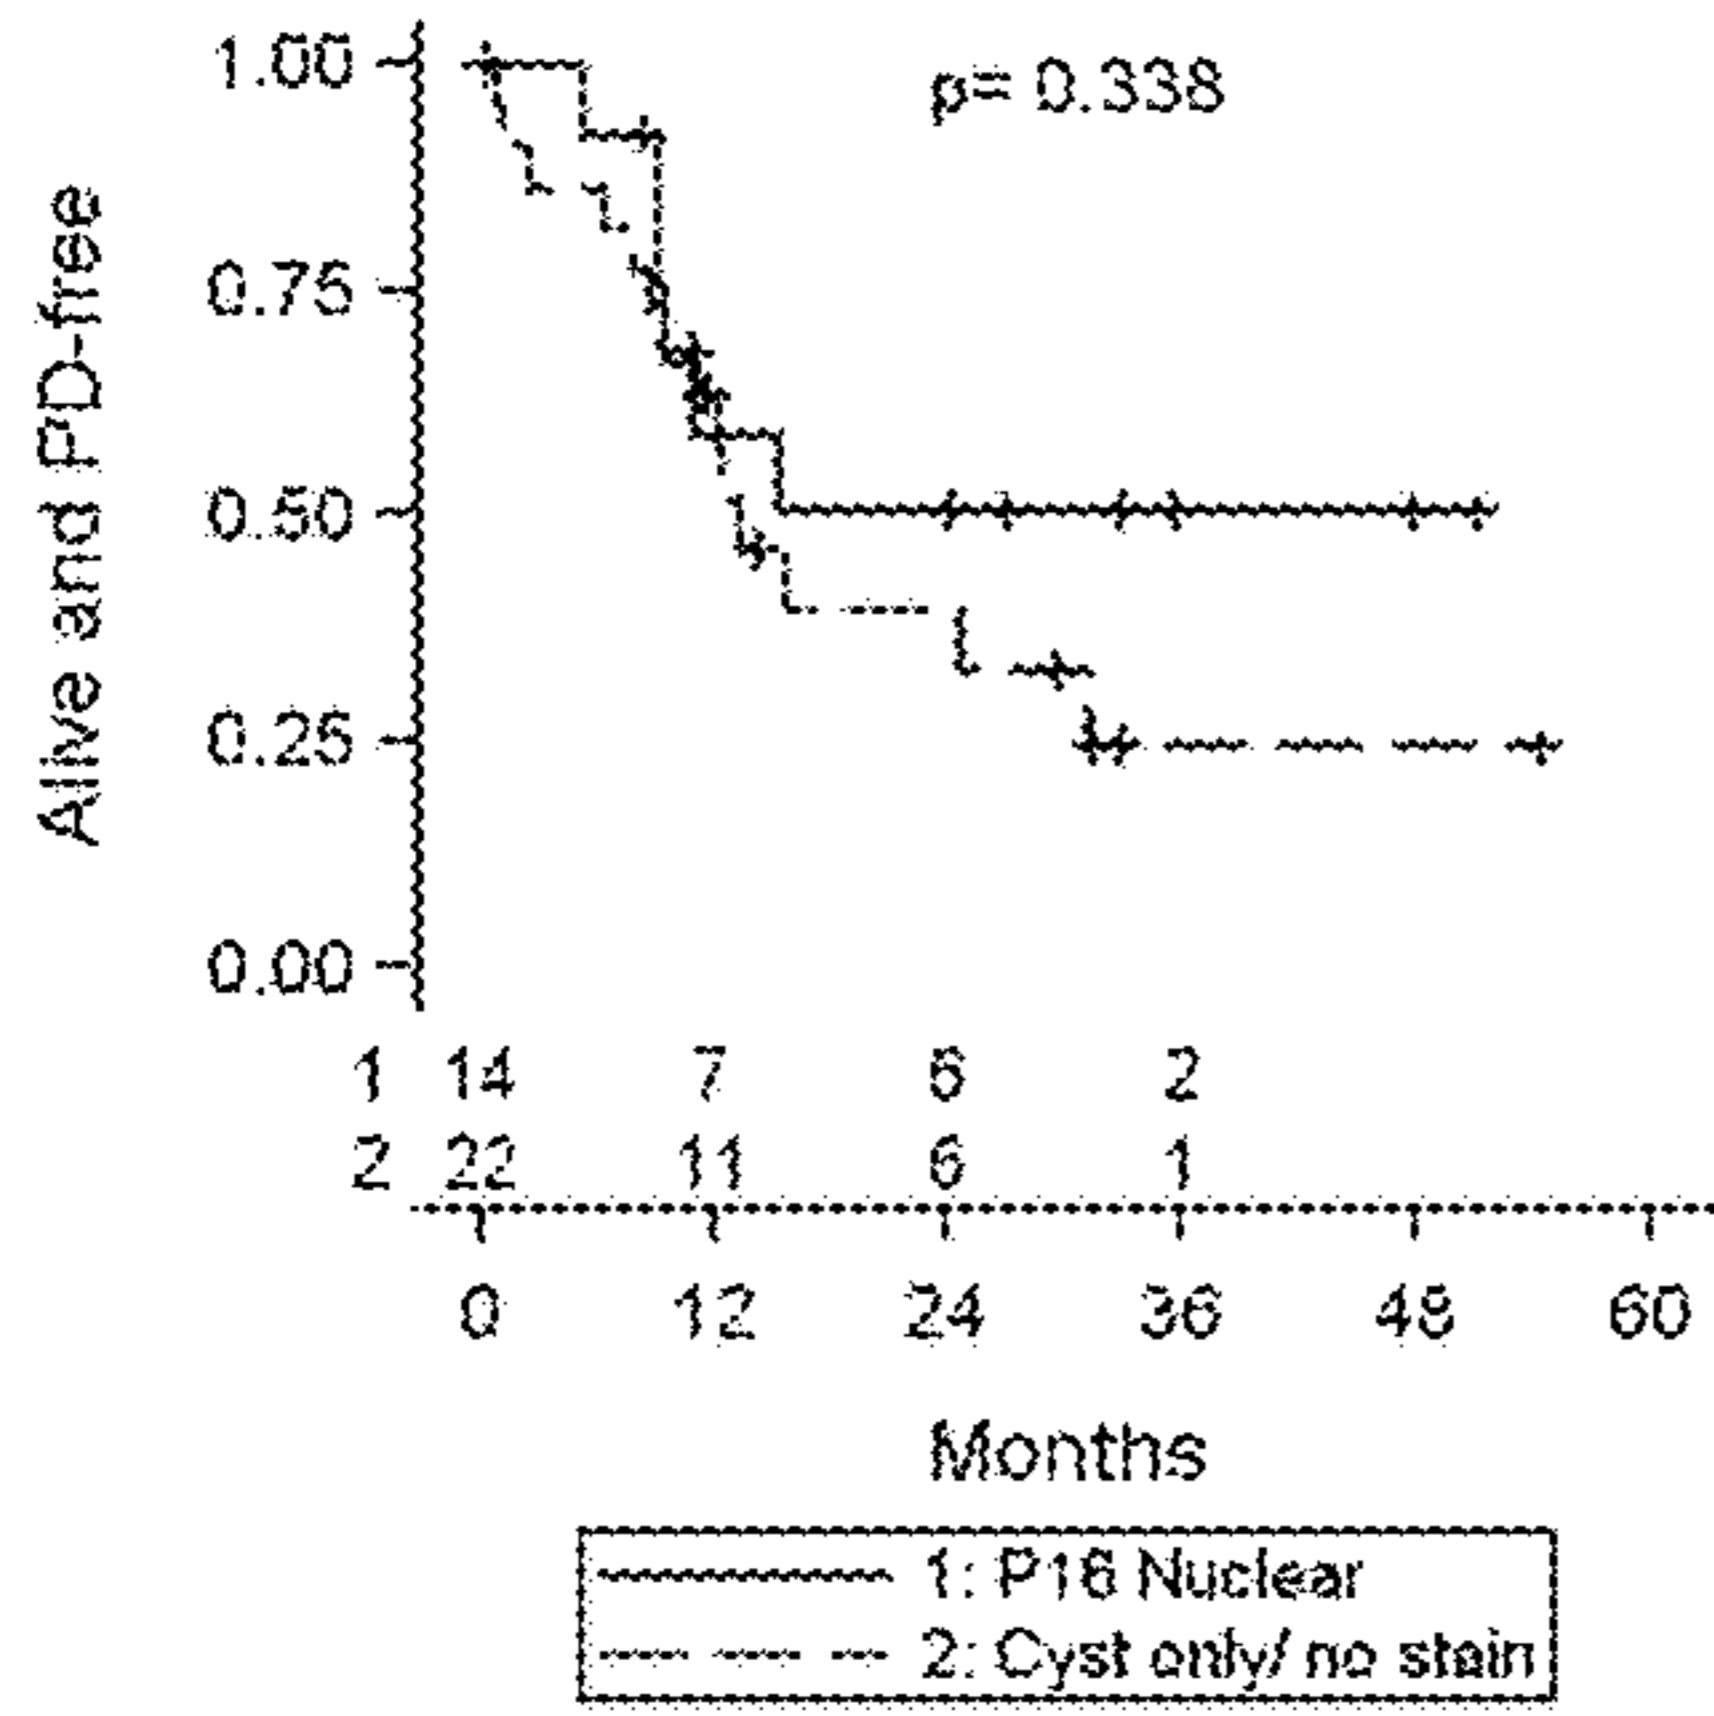 p= 0.338
Alive and PD-free
1.00
0.75
0.50
0.25
0.00
1 14 7 6 2
2 22 11 6 1
0 12 24 36 48 60
Months
1: P16 Nuclear
2: Cyst only/ no stain